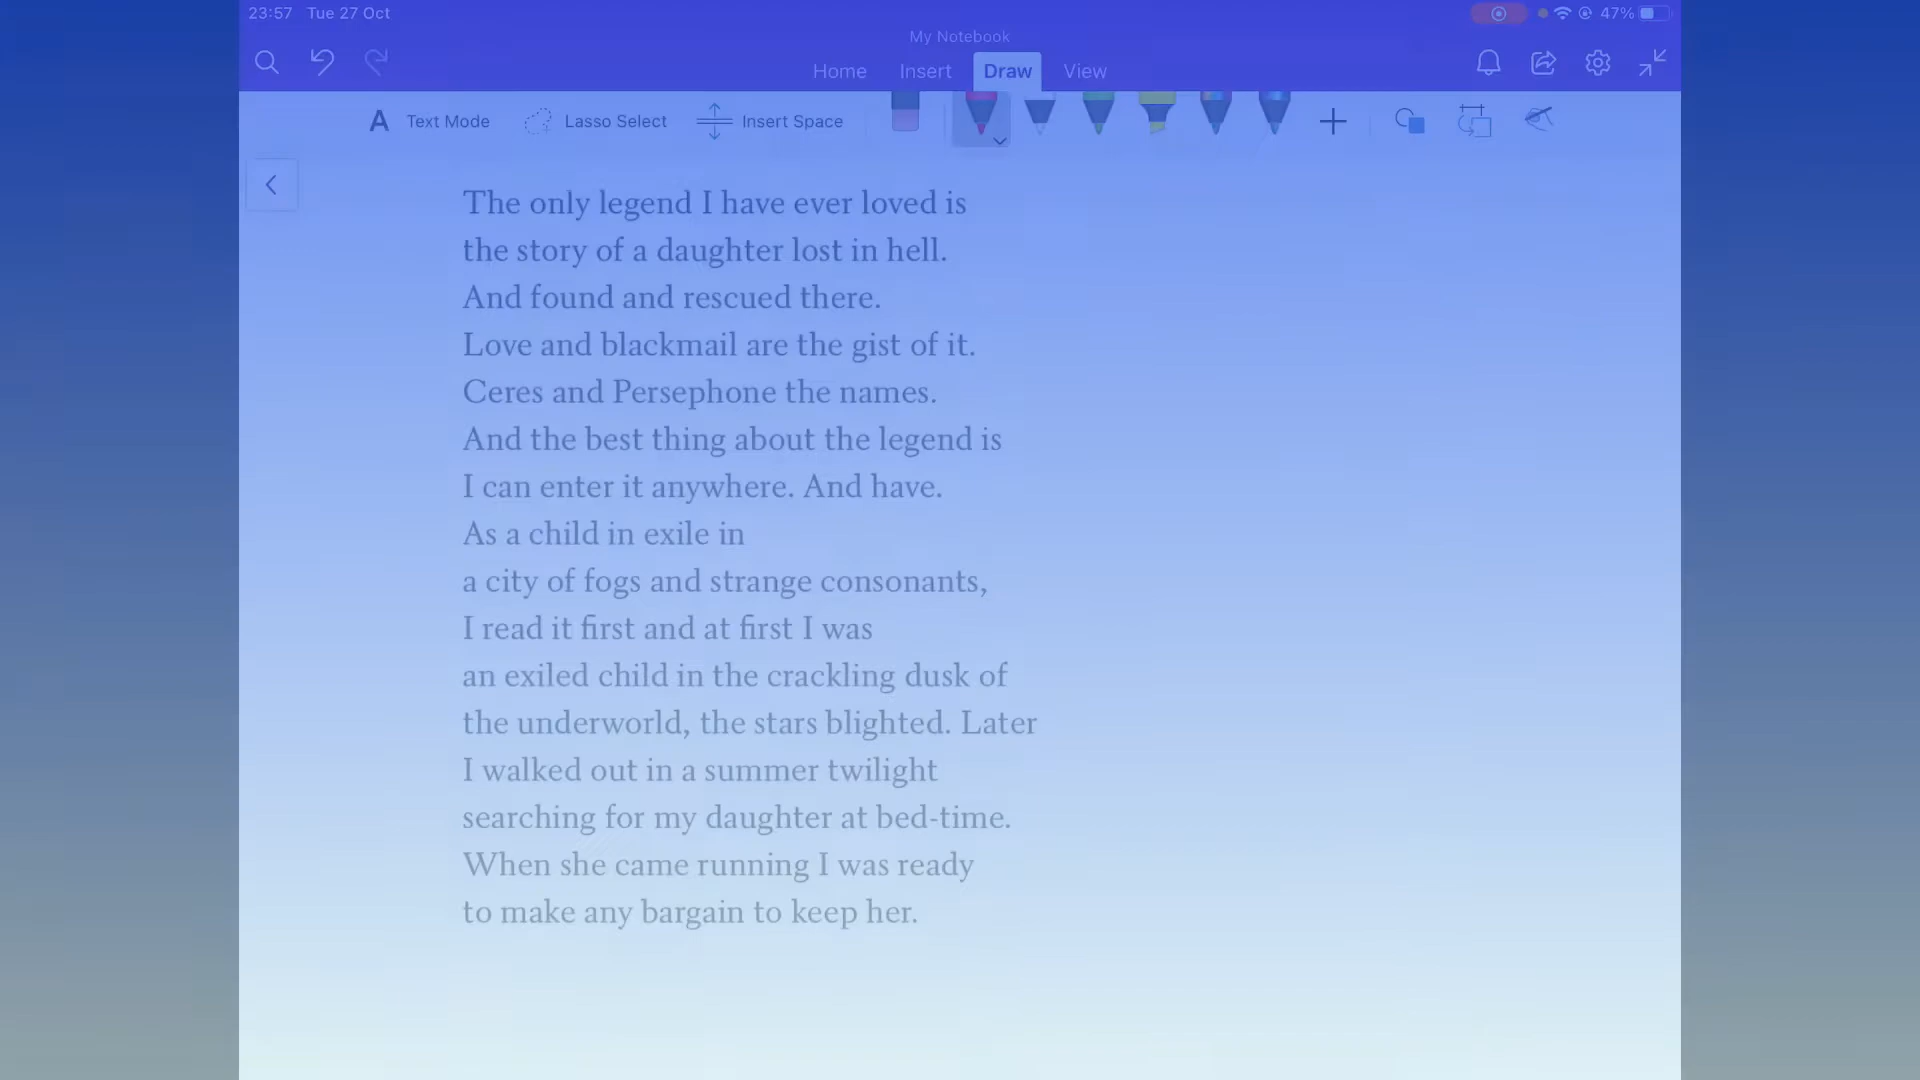 23:57 Tue 27 Oct
47%
My Notebook
Home Insert Draw View
A Text Mode Lasso Select Insert Space
The only legend I have ever loved is
the story of a daughter lost in hell.
And found and rescued there.
Love and blackmail are the gist of it.
Ceres and Persephone the names.
And the best thing about the legend is
I can enter it anywhere. And have.
As a child in exile in
a city of fogs and strange consonants,
I read it first and at first I was
an exiled child in the crackling dusk of
the underworld, the stars blighted. Later
I walked out in a summer twilight
searching for my daughter at bed-time.
When she came running I was ready
to make any bargain to keep her.